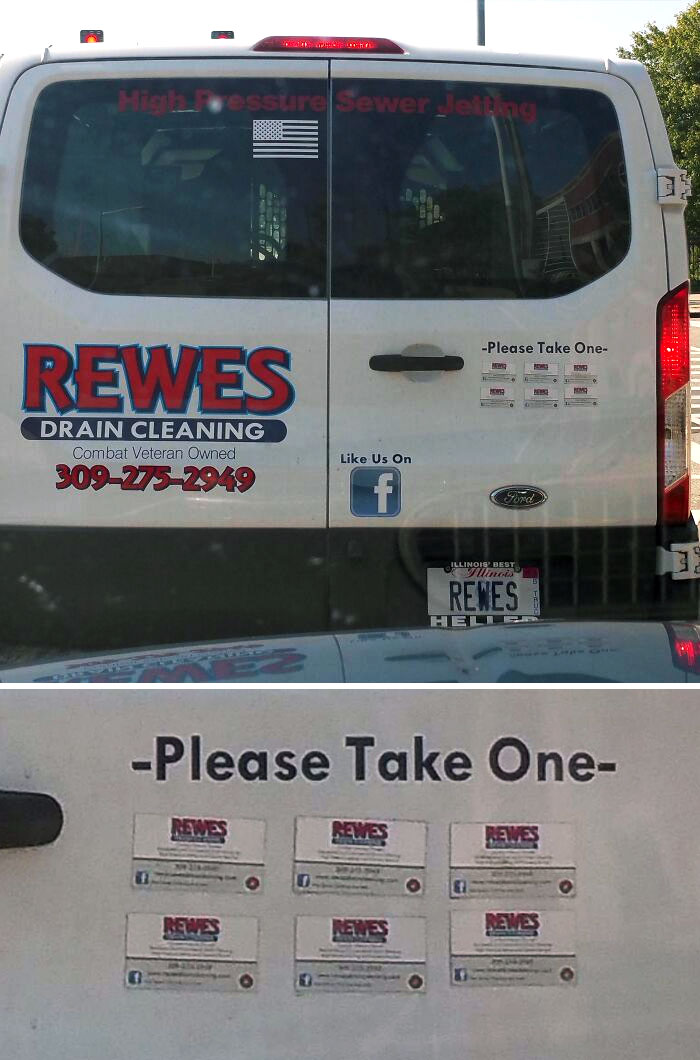 High Pressure Sewer Jetting
REWES
DRAIN CLEANING
Combat Veteran Owned
309-275-2949
-Please Take One-
Like Us On
f
Ford
ILLINOIS' BEST
Illinois
REWES
HELLER
-Please Take One-
REWES
REWES
REWES
REWES
REWES
REWES